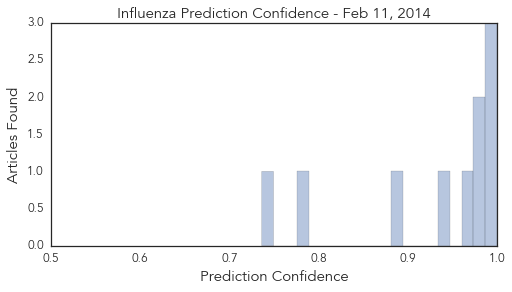 Influenza Prediction Confidence - Feb 11, 2014
Articles Found
3.0
2.5
2.0
1.5
1.0
0.5
0.0
0.5 0.6 0.7 0.8 0.9 1.0
Prediction Confidence